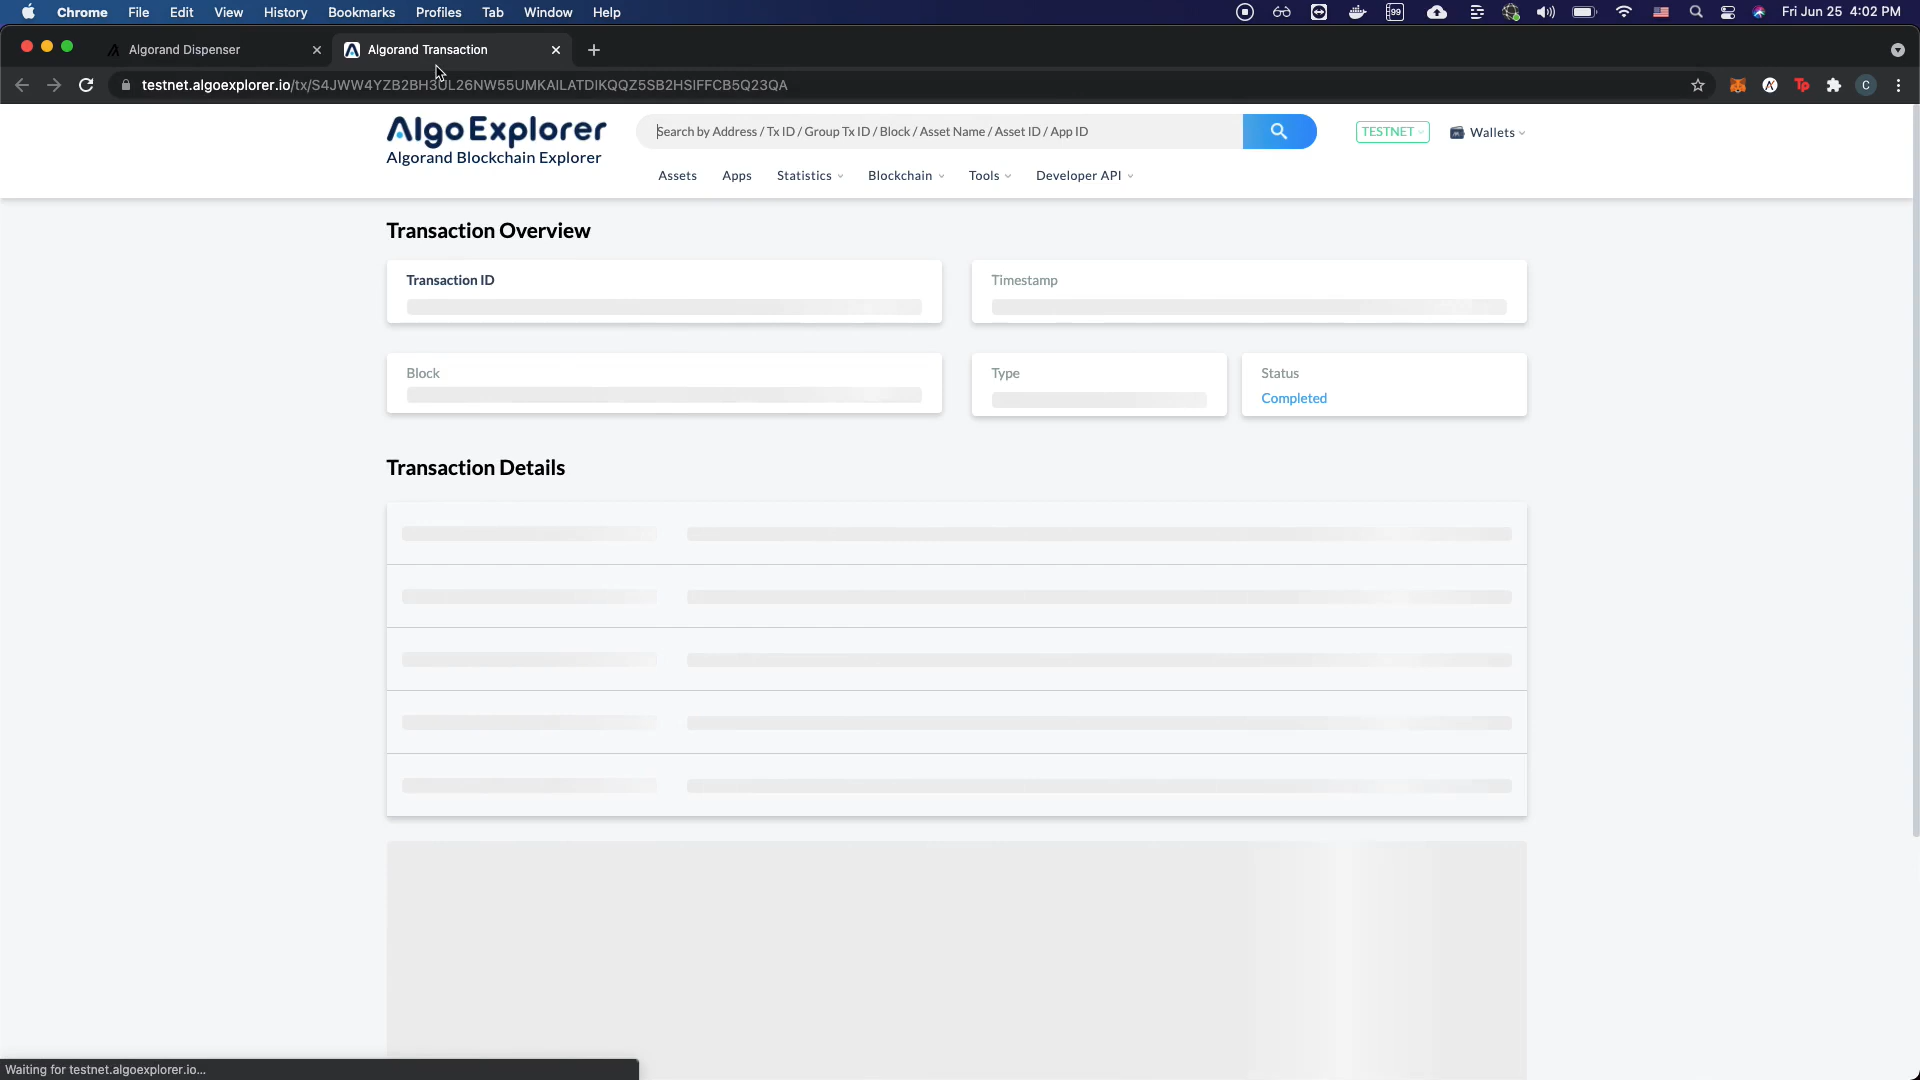 Chrome File Edit View History Bookmarks Profiles Tab Window Help
99
Fri Jun 25 4:02 PM
Algorand Dispenser
Algorand Transaction
testnet.algoexplorer.io/tx/S4JWW4YZB2BH3UL26NW55UMKAILATDIKQQZ5SB2HSIFFCB5Q23QA
Tp
C
AlgoExplorer
Algorand Blockchain Explorer
Search by Address / Tx ID / Group Tx ID / Block / Asset Name / Asset ID / App ID
TESTNET
Wallets
Assets Apps Statistics Blockchain Tools Developer API
Transaction Overview
Transaction ID
Timestamp
Block
Type
Status
Completed
Transaction Details
Waiting for testnet.algoexplorer.io...